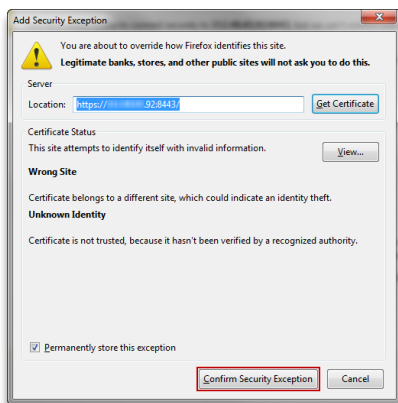 Add Security Exception
You are about to override how Firefox identifies this site.
Legitimate banks, stores, and other public sites will not ask you to do this.
Server
Location: https:// .92:8443/ Get Certificate
Certificate Status
This site attempts to identify itself with invalid information. View...
Wrong Site
Certificate belongs to a different site, which could indicate an identity theft.
Unknown Identity
Certificate is not trusted, because it hasn't been verified by a recognized authority.
Permanently store this exception
Confirm Security Exception Cancel